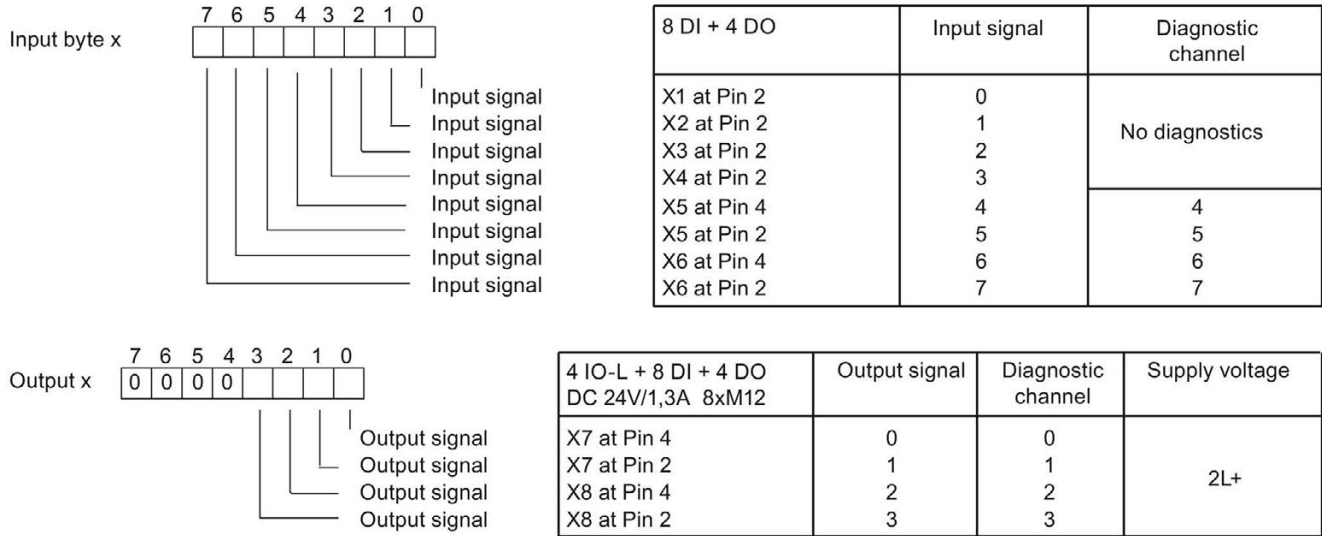 7 6 5 4 3 2 1 0
Input byte x
Input signal
Input signal
Input signal
Input signal
Input signal
Input signal
Input signal
Input signal
8 DI + 4 DO Input signal Diagnostic channel
X1 at Pin 2 0
X2 at Pin 2 1
X3 at Pin 2 2
X4 at Pin 2 3
No diagnostics
X5 at Pin 4 4 4
X5 at Pin 2 5 5
X6 at Pin 4 6 6
X6 at Pin 2 7 7
7 6 5 4 3 2 1 0
Output x 0 0 0 0
Output signal
Output signal
Output signal
Output signal
4 IO-L + 8 DI + 4 DO Output signal Diagnostic Supply voltage
DC 24V/1,3A 8xM12 channel
X7 at Pin 4 0 0
X7 at Pin 2 1 1
X8 at Pin 4 2 2
X8 at Pin 2 3 3
2L+